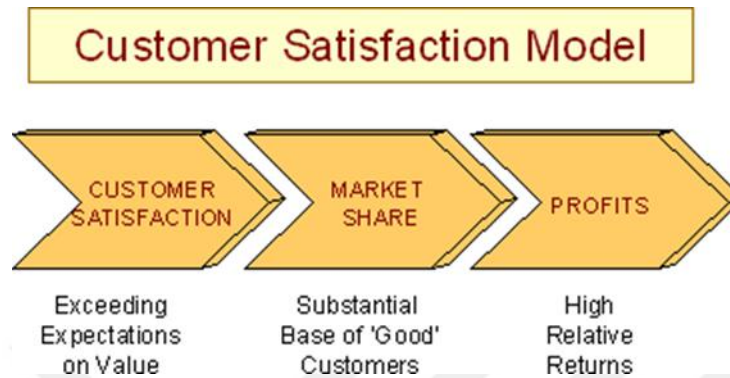 Customer Satisfaction Model
CUSTOMER
SATISFACTION
MARKET
SHARE
PROFITS
Exceeding
Expectations
on Value
Substantial
Base of 'Good'
Customers
High
Relative
Returns